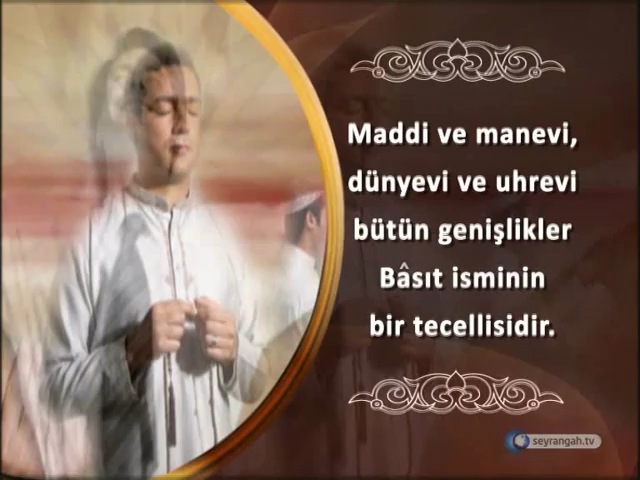 Maddi ve manevi,
dünyevi ve uhrevi
bütün genişlikler
Bâsıt isminin
bir tecellisidir.
seyrangah.tv